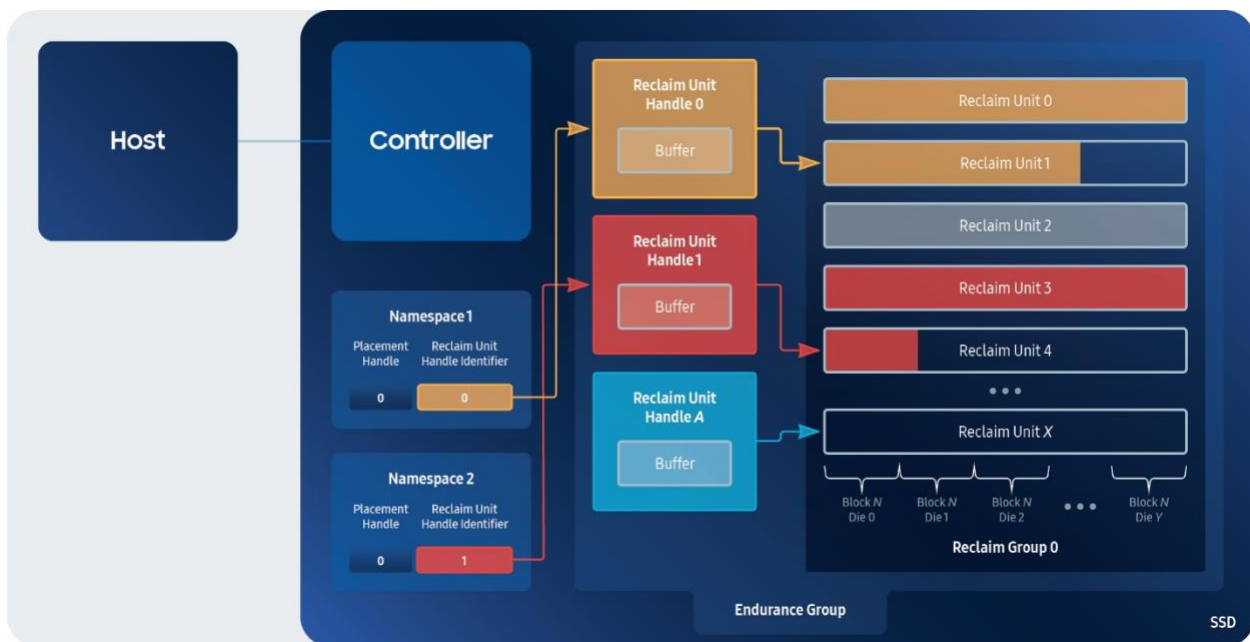 Host
Controller
Namespace 1
Placement Handle
Reclaim Unit Handle Identifier
0
0
Namespace 2
Placement Handle
Reclaim Unit Handle Identifier
0
1
Reclaim Unit
Handle 0
Buffer
Reclaim Unit
Handle 1
Buffer
Reclaim Unit
Handle A
Buffer
Reclaim Unit 0
Reclaim Unit 1
Reclaim Unit 2
Reclaim Unit 3
Reclaim Unit 4
•••
Reclaim Unit X
Block N
Die 0
Block N
Die 1
Block N
Die 2
•••
Block N
Die Y
Reclaim Group 0
Endurance Group
SSD